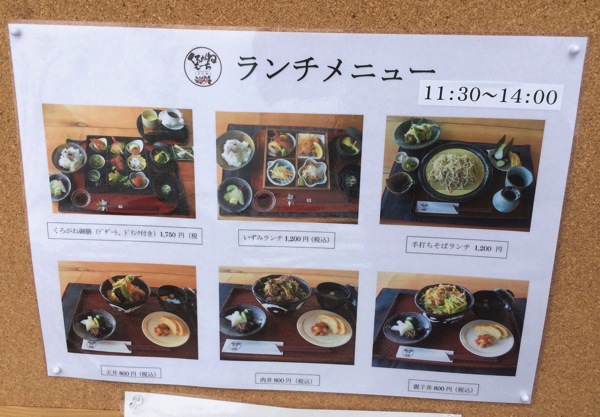 ランチメニュー
11:30～14:00
くろがね御膳(デザート、ドリンク付き) 1,750 円(税
いずみランチ 1,200 円(税込)
手打ちそばランチ 1,200 円
天丼 800 円(税込)
肉丼 800 円(税込)
親子丼 800 円(税込)